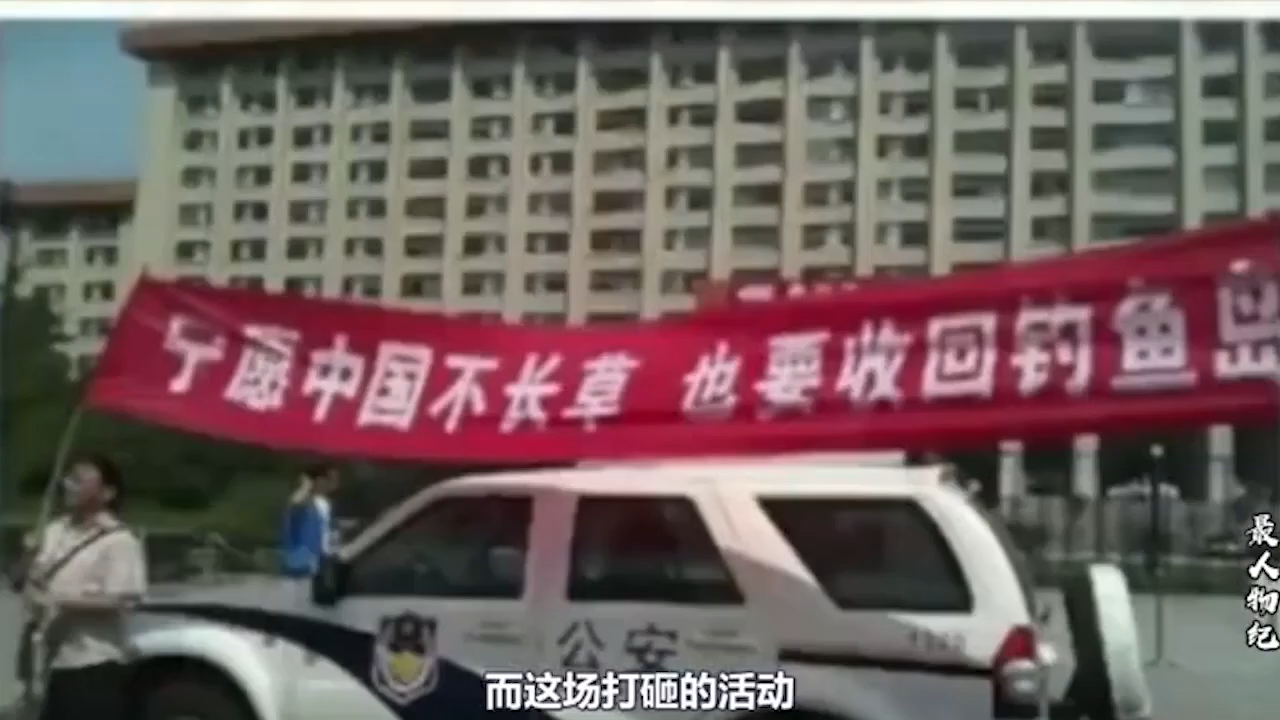 宁愿中国不长草 也要收回钓鱼岛
公安
最人物纪
而这场打砸的活动